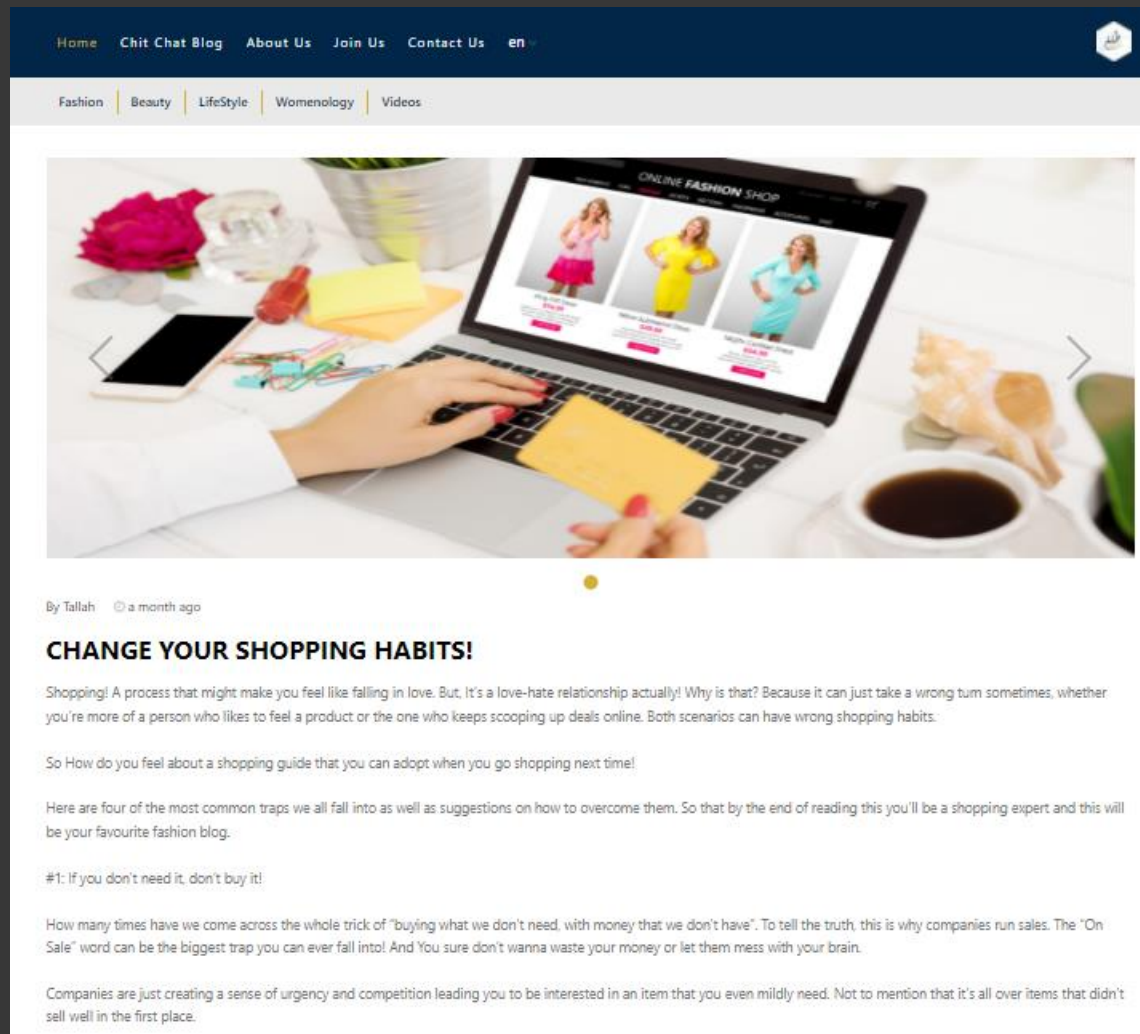 Home Chit Chat Blog About Us Join Us Contact Us en
Fashion Beauty LifeStyle Womenology Videos
ONLINE FASHION SHOP
By Tallah a month ago
CHANGE YOUR SHOPPING HABITS!
Shopping! A process that might make you feel like falling in love. But, It's a love-hate relationship actually! Why is that? Because it can just take a wrong turn sometimes, whether
you're more of a person who likes to feel a product or the one who keeps scooping up deals online. Both scenarios can have wrong shopping habits.
So How do you feel about a shopping guide that you can adopt when you go shopping next time!
Here are four of the most common traps we all fall into as well as suggestions on how to overcome them. So that by the end of reading this you'll be a shopping expert and this will
be your favourite fashion blog.
#1: If you don't need it, don't buy it!
How many times have we come across the whole trick of "buying what we don't need, with money that we don't have". To tell the truth, this is why companies run sales. The "On
Sale" word can be the biggest trap you can ever fall into! And You sure don't wanna waste your money or let them mess with your brain.
Companies are just creating a sense of urgency and competition leading you to be interested in an item that you even mildly need. Not to mention that it's all over items that didn't
sell well in the first place.